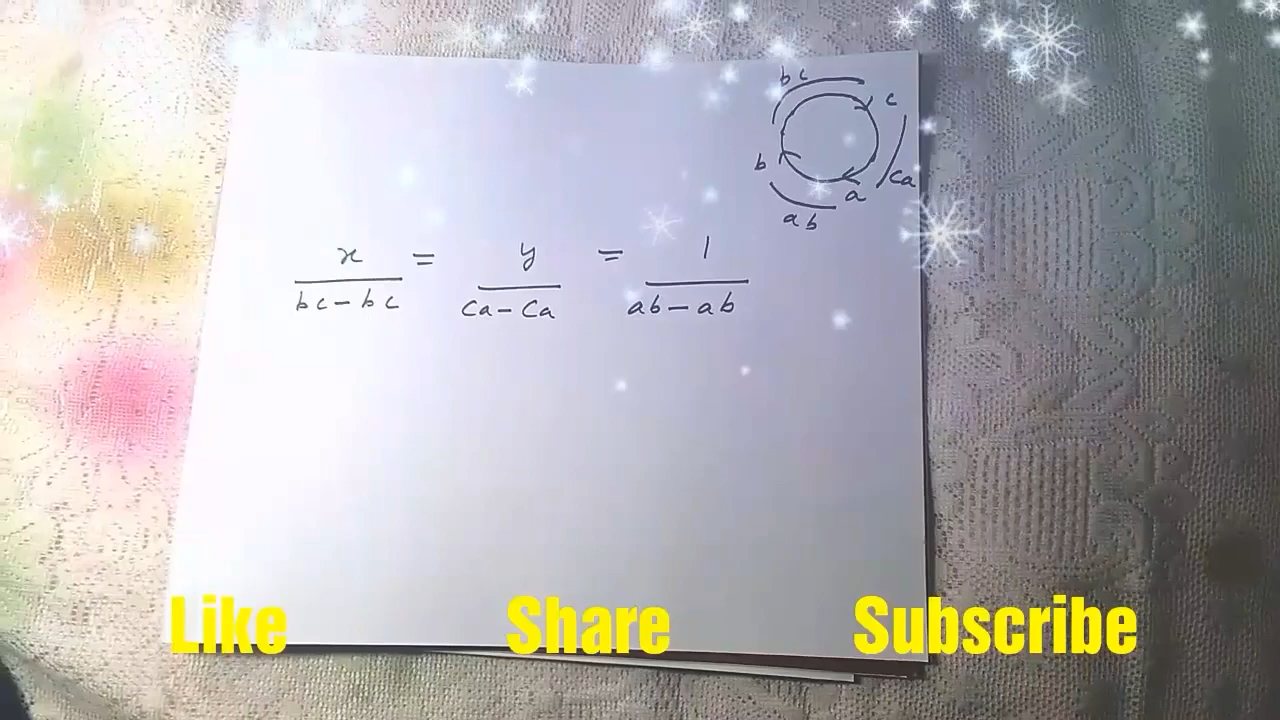 bc
c
b
ca
a
ab
x = y = 1
bc-bc ca-ca ab-ab
Like Share Subscribe